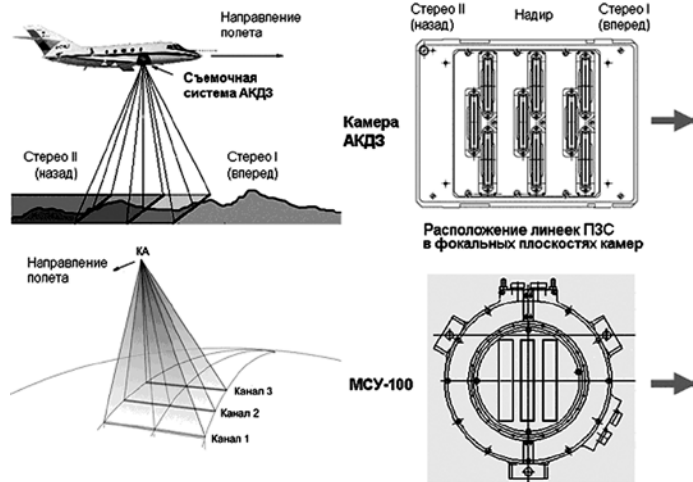 Направление
полета
Съемочная
система АКДЗ
Стерео II
(назад)
Стерео I
(вперед)
Стерео II
(назад)
Надир
Стерео I
(вперед)
Камера
АКДЗ
Расположение линеек ПЗС
в фокальных плоскостях камер
Направление
полета
КА
Канал 3
Канал 2
Канал 1
МСУ-100